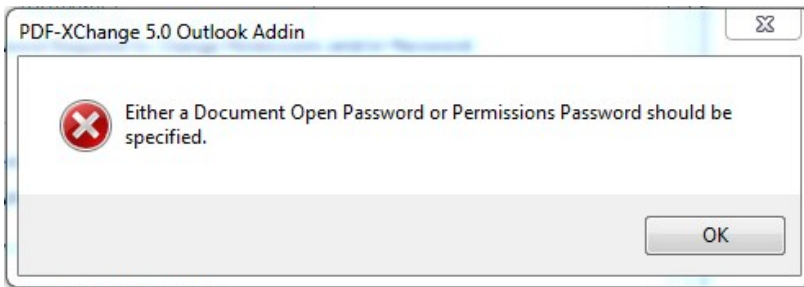 PDF-XChange 5.0 Outlook Addin
Either a Document Open Password or Permissions Password should be
specified.
OK